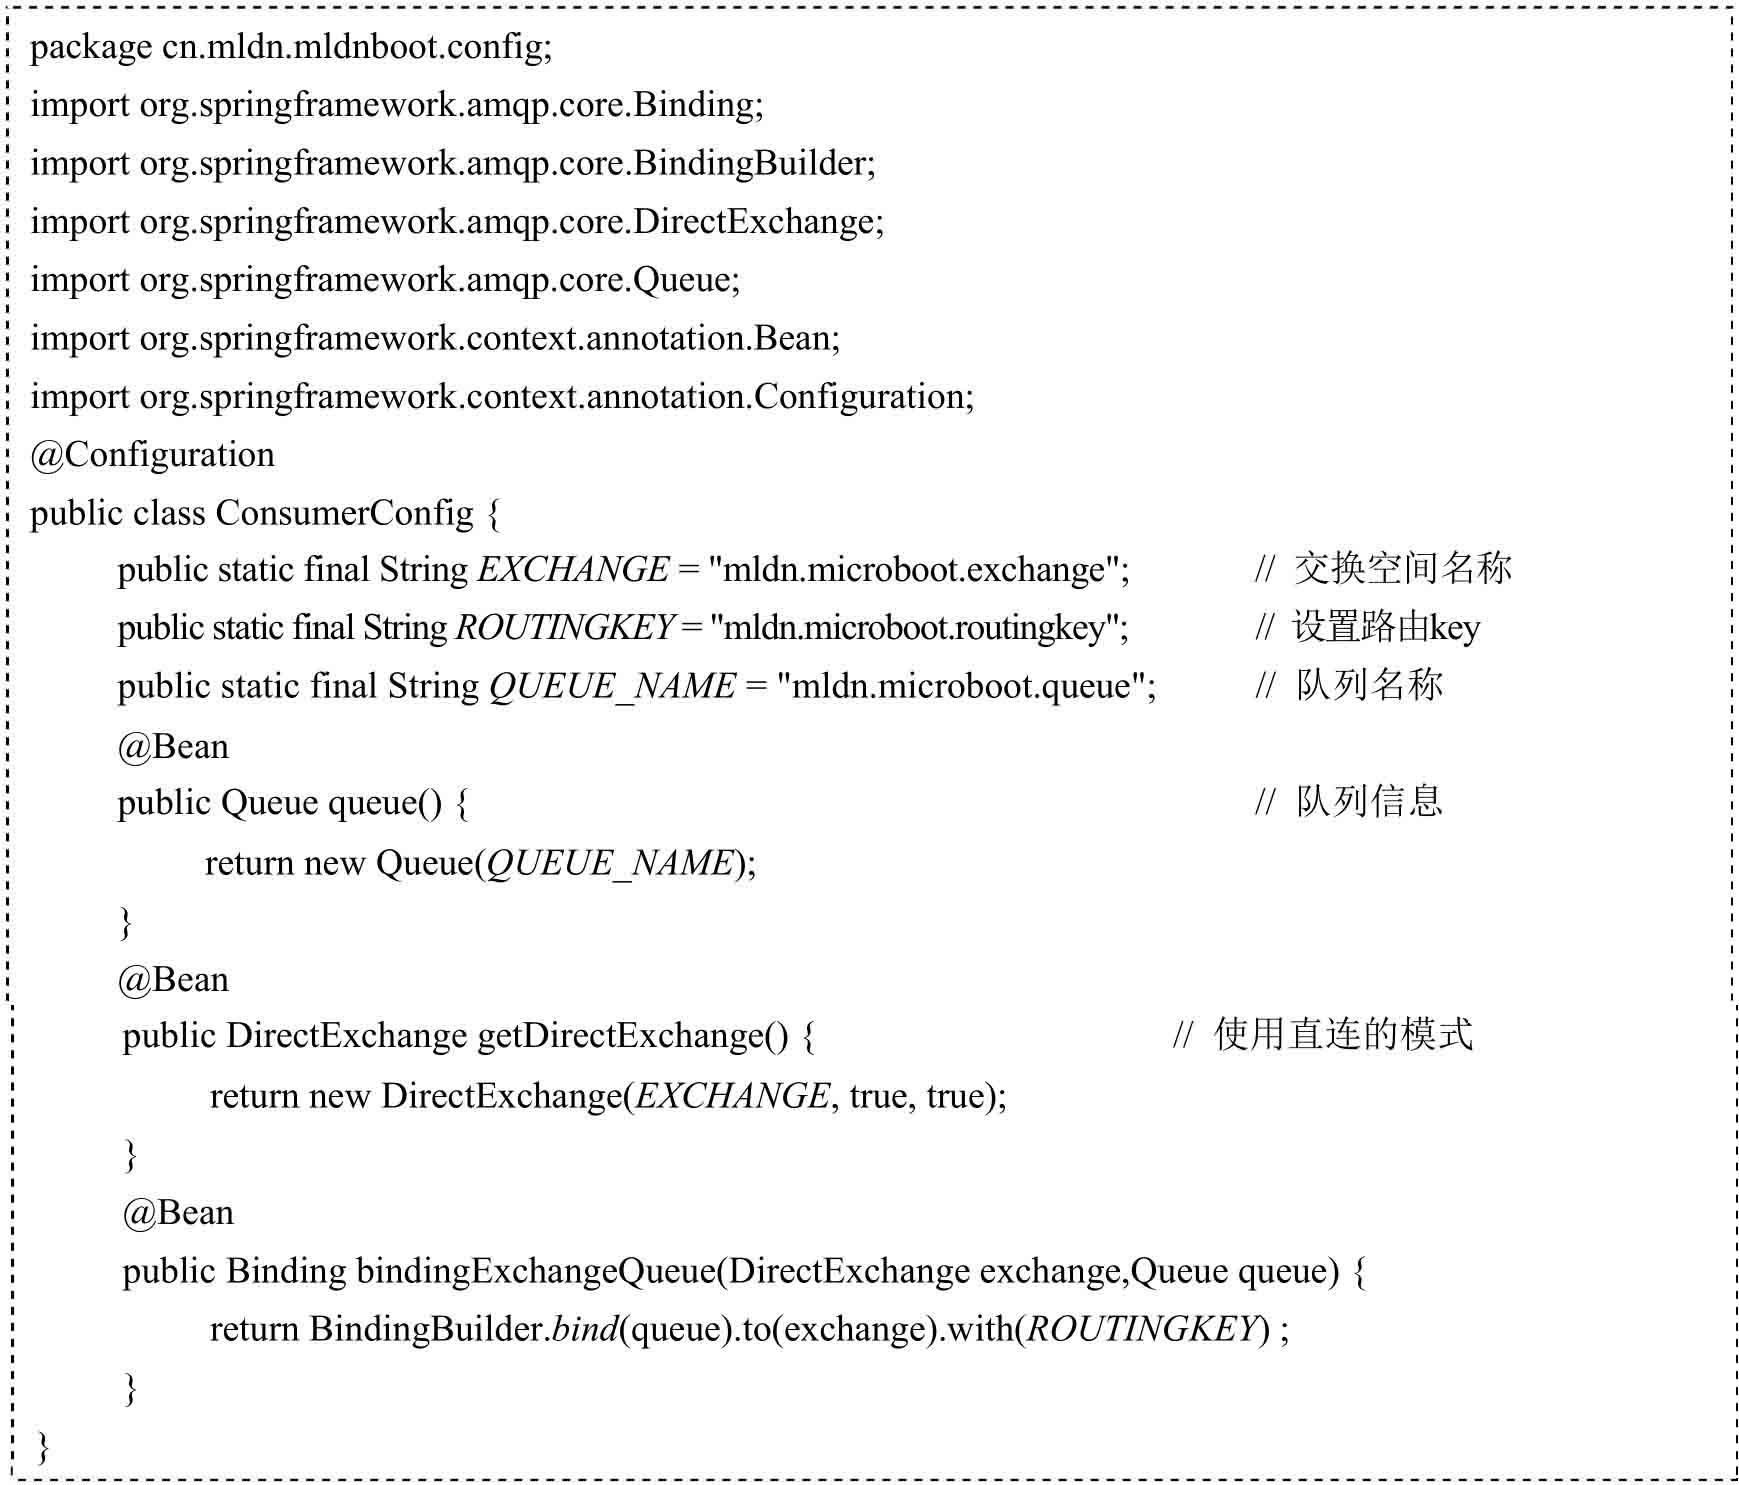 package cn.mldn.mldnboot.config;
import org.springframework.amqp.core.Binding;
import org.springframework.amqp.core.BindingBuilder;
import org.springframework.amqp.core.DirectExchange;
import org.springframework.amqp.core.Queue;
import org.springframework.context.annotation.Bean;
import org.springframework.context.annotation.Configuration;
@Configuration
public class ConsumerConfig {
public static final String EXCHANGE = "mldn.microboot.exchange"; // 交换空间名称
public static final String ROUTINGKEY = "mldn.microboot.routingkey"; // 设置路由key
public static final String QUEUE_NAME = "mldn.microboot.queue"; // 队列名称
@Bean
public Queue queue() { // 队列信息
return new Queue(QUEUE_NAME);
}
@Bean
public DirectExchange getDirectExchange() { // 使用直连的模式
return new DirectExchange(EXCHANGE, true, true);
}
@Bean
public Binding bindingExchangeQueue(DirectExchange exchange,Queue queue) {
return BindingBuilder.bind(queue).to(exchange).with(ROUTINGKEY) ;
}
}